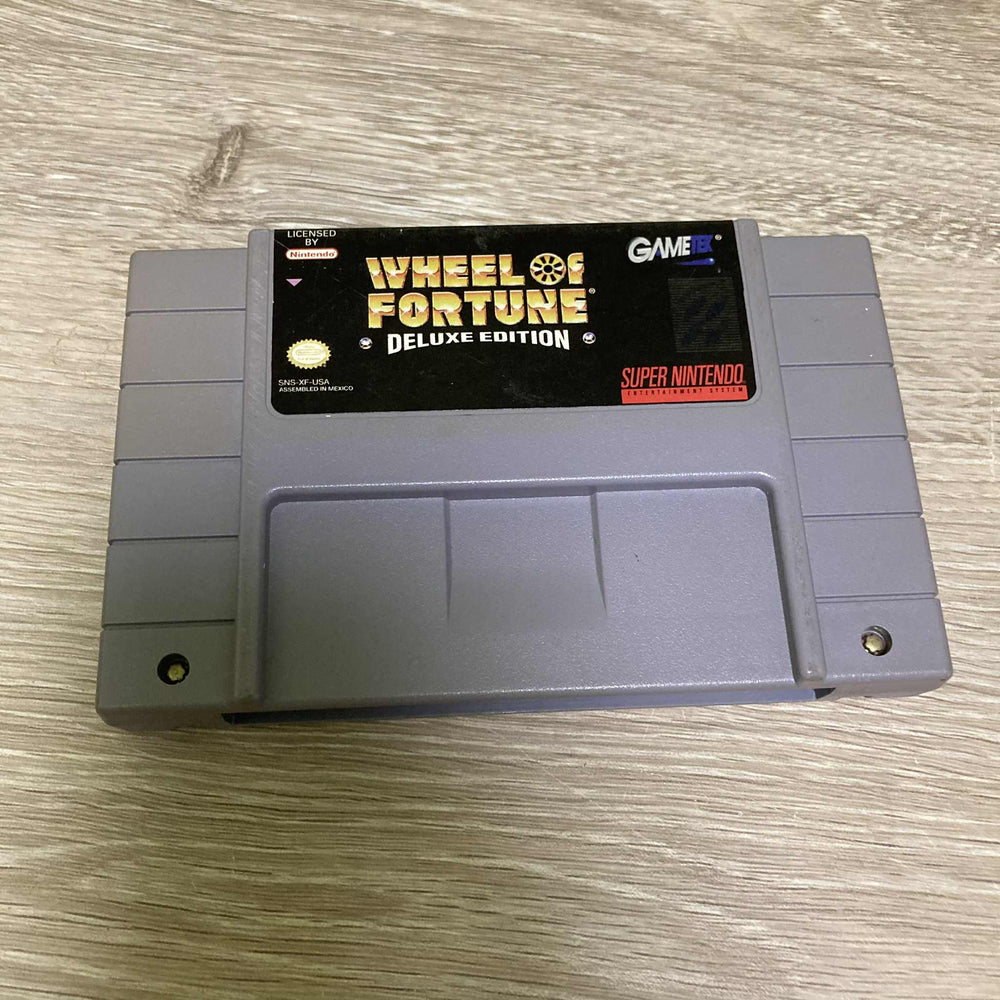 LICENSED
BY
Nintendo
WHEEL OF
FORTUNE®
DELUXE EDITION
GAMETEK®
SNS-XF-USA
ASSEMBLED IN MEXICO
SUPER NINTENDO
ENTERTAINMENT SYSTEM